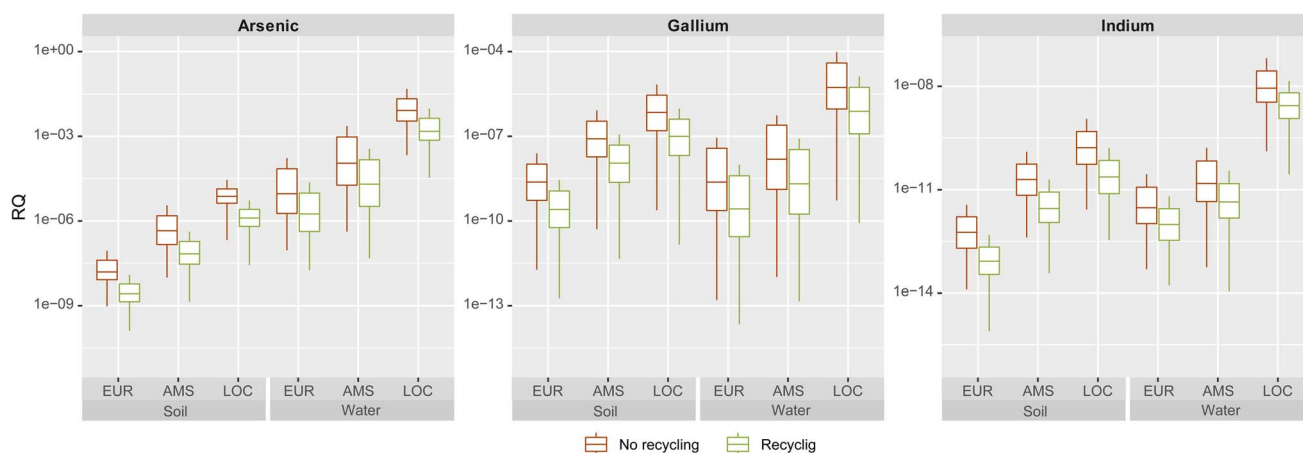 Arsenic
Gallium
Indium
RQ
1e+00
1e−03
1e−06
1e−09
1e−04
1e−07
1e−10
1e−13
1e−08
1e−11
1e−14
EUR AMS LOC EUR AMS LOC
Soil Water
EUR AMS LOC EUR AMS LOC
Soil Water
EUR AMS LOC EUR AMS LOC
Soil Water
No recycling Recyclig